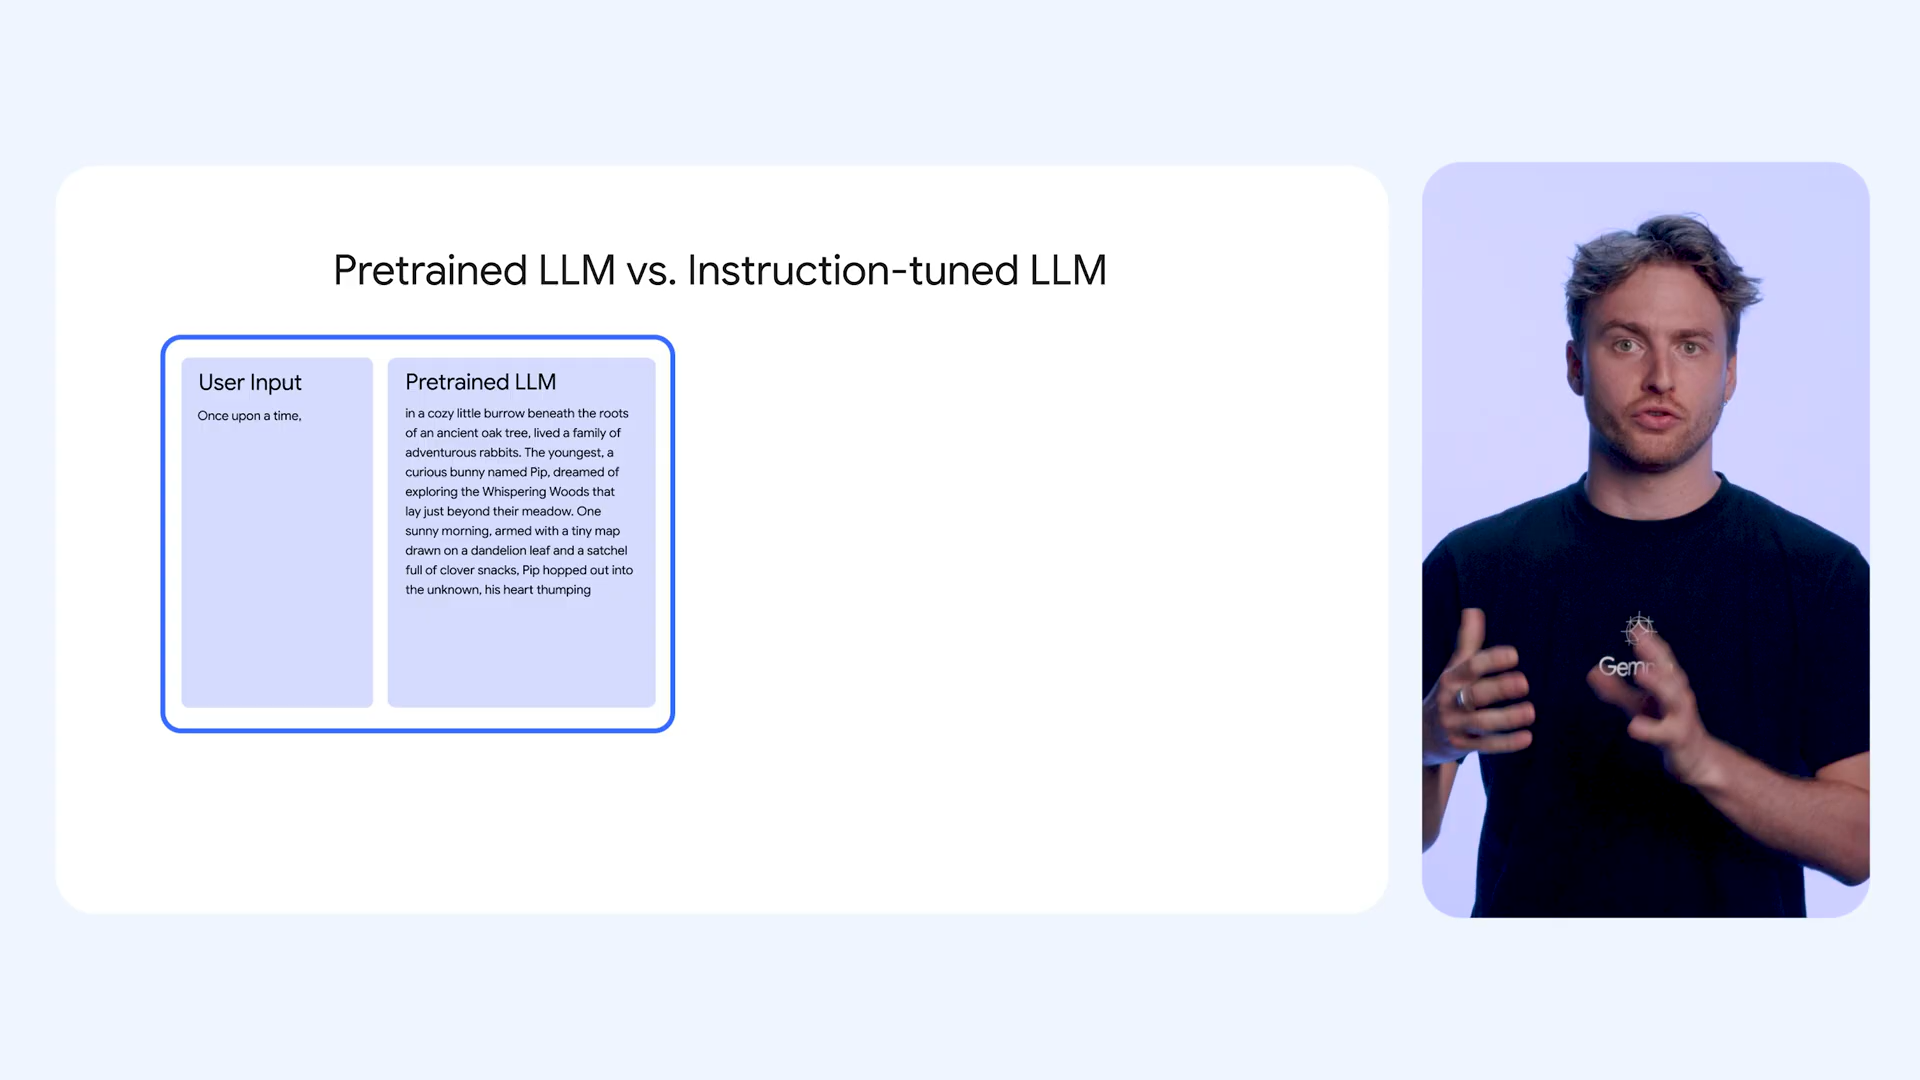 Pretrained LLM vs. Instruction-tuned LLM
User Input
Once upon a time,
Pretrained LLM
in a cozy little burrow beneath the roots
of an ancient oak tree, lived a family of
adventurous rabbits. The youngest, a
curious bunny named Pip, dreamed of
exploring the Whispering Woods that
lay just beyond their meadow. One
sunny morning, armed with a tiny map
drawn on a dandelion leaf and a satchel
full of clover snacks, Pip hopped out into
the unknown, his heart thumping